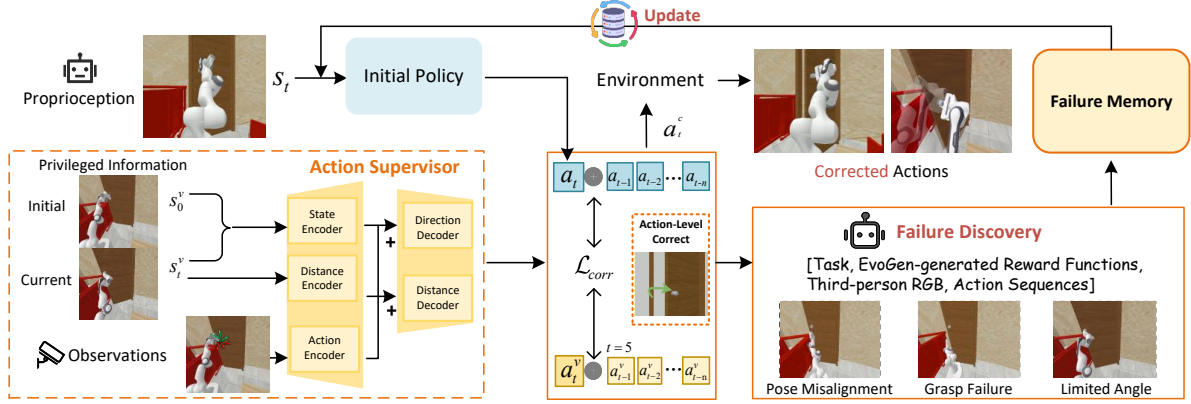 Update
Proprioception
s_t
Initial Policy
Environment
a_t^c
Failure Memory
Corrected Actions
Privileged Information
Action Supervisor
Initial
s_0^v
Current
s_t^v
Observations
State
Encoder
Distance
Encoder
Action
Encoder
+
+
Direction
Decoder
Distance
Decoder
a_t a_{t-1} a_{t-2} ... a_{t-n}
Action-Level
Correct
ℒ_{corr}
t = 5
a_t^v a_{t-1}^v a_{t-2}^v ... a_{t-n}^v
Failure Discovery
[Task, EvoGen-generated Reward Functions,
Third-person RGB, Action Sequences]
Pose Misalignment Grasp Failure Limited Angle